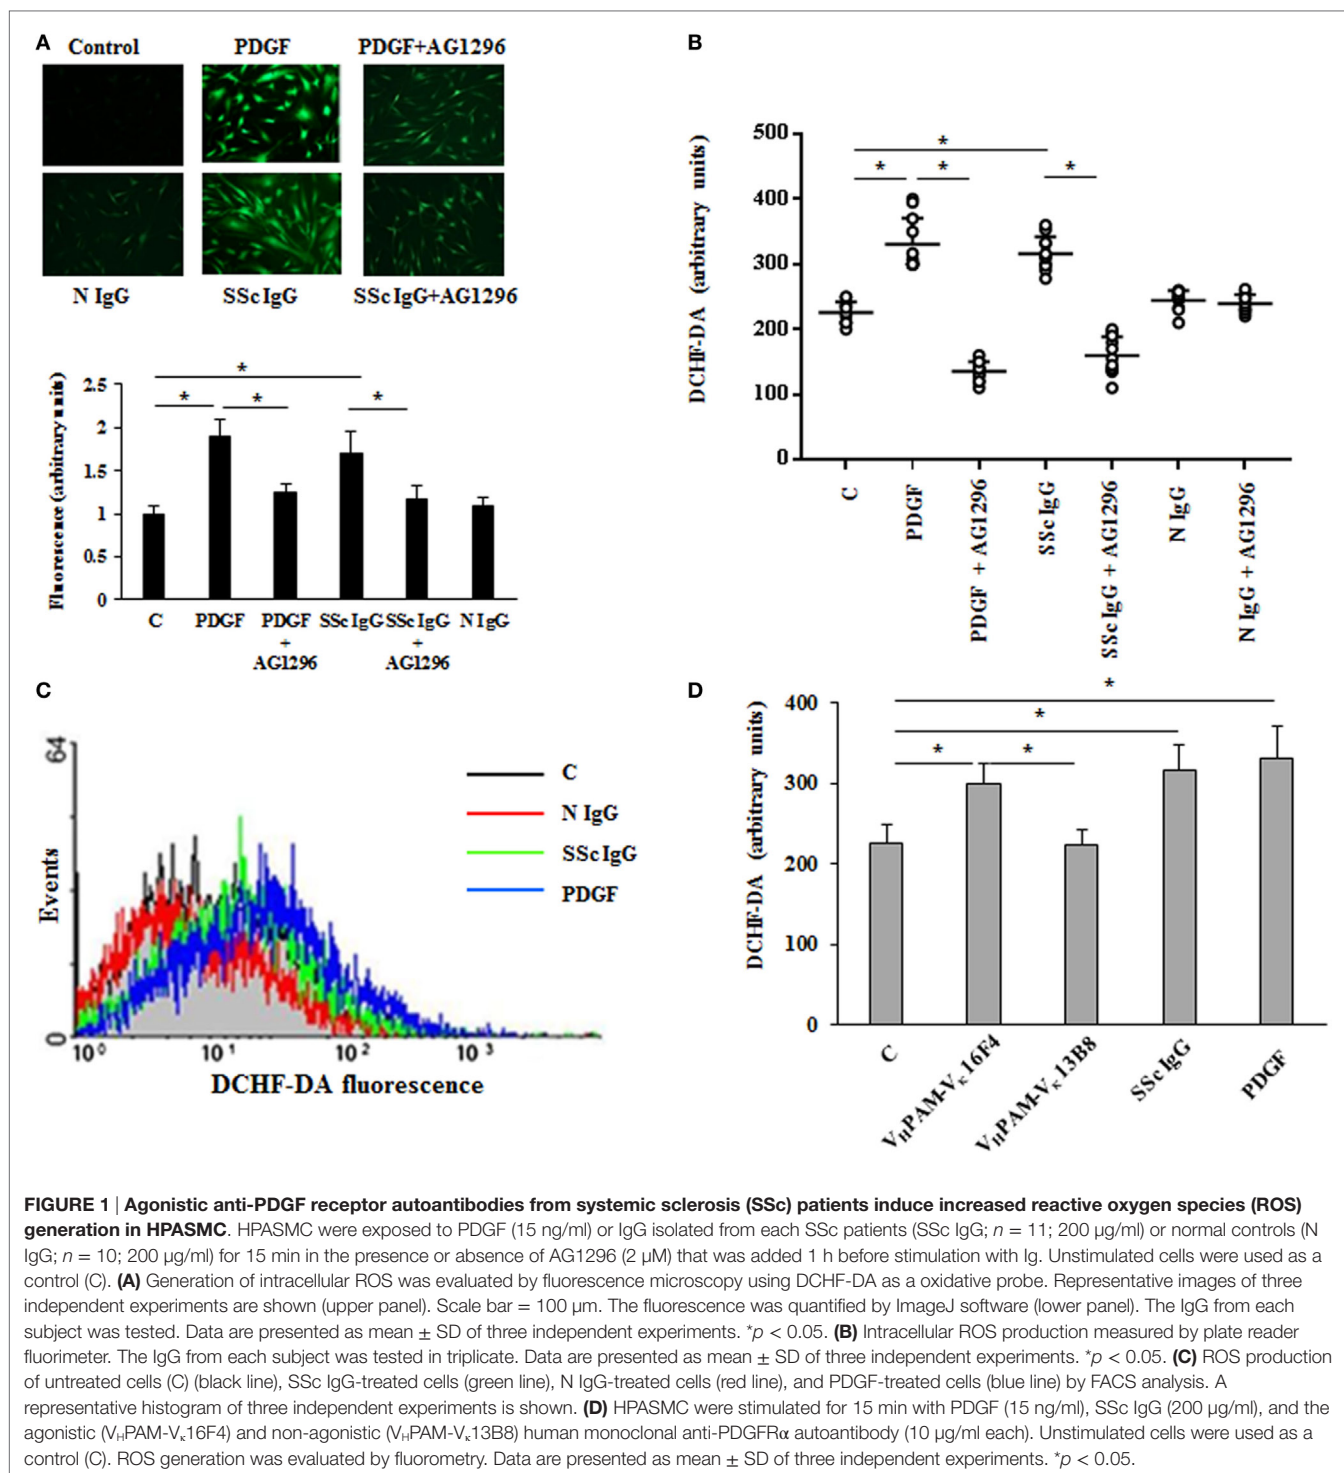 A
Control PDGF PDGF+AG1296
N IgG SSc IgG SSc IgG+AG1296
Fluorescence (arbitrary units)
2.5
2
1.5
1
0.5
0
*
* * *
C PDGF PDGF + AG1296 SSc IgG SSc IgG + AG1296 N IgG
B
DCHF-DA (arbitrary units)
500
400
300
200
100
0
*
* * *
C
PDGF
PDGF + AG1296
SSc IgG
SSc IgG + AG1296
N IgG
N IgG + AG1296
C
64
Events
0
10⁰ 10¹ 10² 10³
DCHF-DA fluorescence
C
N IgG
SSc IgG
PDGF
D
DCHF-DA (arbitrary units)
400
300
200
100
0
*
*
* *
C
VHPAM-Vκ16F4
VHPAM-Vκ13B8
SSc IgG
PDGF
FIGURE 1 | Agonistic anti-PDGF receptor autoantibodies from systemic sclerosis (SSc) patients induce increased reactive oxygen species (ROS)
generation in HPASMC. HPASMC were exposed to PDGF (15 ng/ml) or IgG isolated from each SSc patients (SSc IgG; n = 11; 200 μg/ml) or normal controls (N
IgG; n = 10; 200 μg/ml) for 15 min in the presence or absence of AG1296 (2 μM) that was added 1 h before stimulation with Ig. Unstimulated cells were used as a
control (C). (A) Generation of intracellular ROS was evaluated by fluorescence microscopy using DCHF-DA as a oxidative probe. Representative images of three
independent experiments are shown (upper panel). Scale bar = 100 μm. The fluorescence was quantified by ImageJ software (lower panel). The IgG from each
subject was tested. Data are presented as mean ± SD of three independent experiments. *p < 0.05. (B) Intracellular ROS production measured by plate reader
fluorimeter. The IgG from each subject was tested in triplicate. Data are presented as mean ± SD of three independent experiments. *p < 0.05. (C) ROS production
of untreated cells (C) (black line), SSc IgG-treated cells (green line), N IgG-treated cells (red line), and PDGF-treated cells (blue line) by FACS analysis. A
representative histogram of three independent experiments is shown. (D) HPASMC were stimulated for 15 min with PDGF (15 ng/ml), SSc IgG (200 μg/ml), and the
agonistic (VHPAM-Vκ16F4) and non-agonistic (VHPAM-Vκ13B8) human monoclonal anti-PDGFRα autoantibody (10 μg/ml each). Unstimulated cells were used as a
control (C). ROS generation was evaluated by fluorometry. Data are presented as mean ± SD of three independent experiments. *p < 0.05.